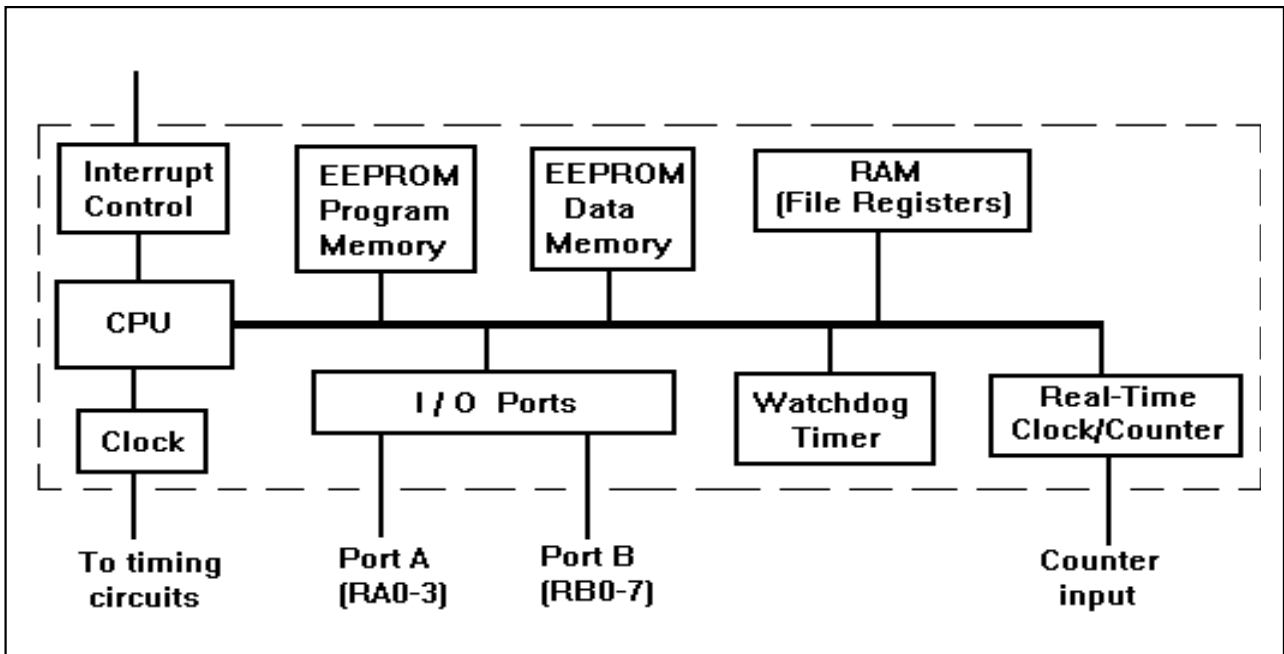 Interrupt
Control
EEPROM
Program
Memory
EEPROM
Data
Memory
RAM
(File Registers)
CPU
I / O Ports
Watchdog
Timer
Real-Time
Clock/Counter
Clock
To timing
circuits
Port A
(RA0-3)
Port B
(RB0-7)
Counter
input